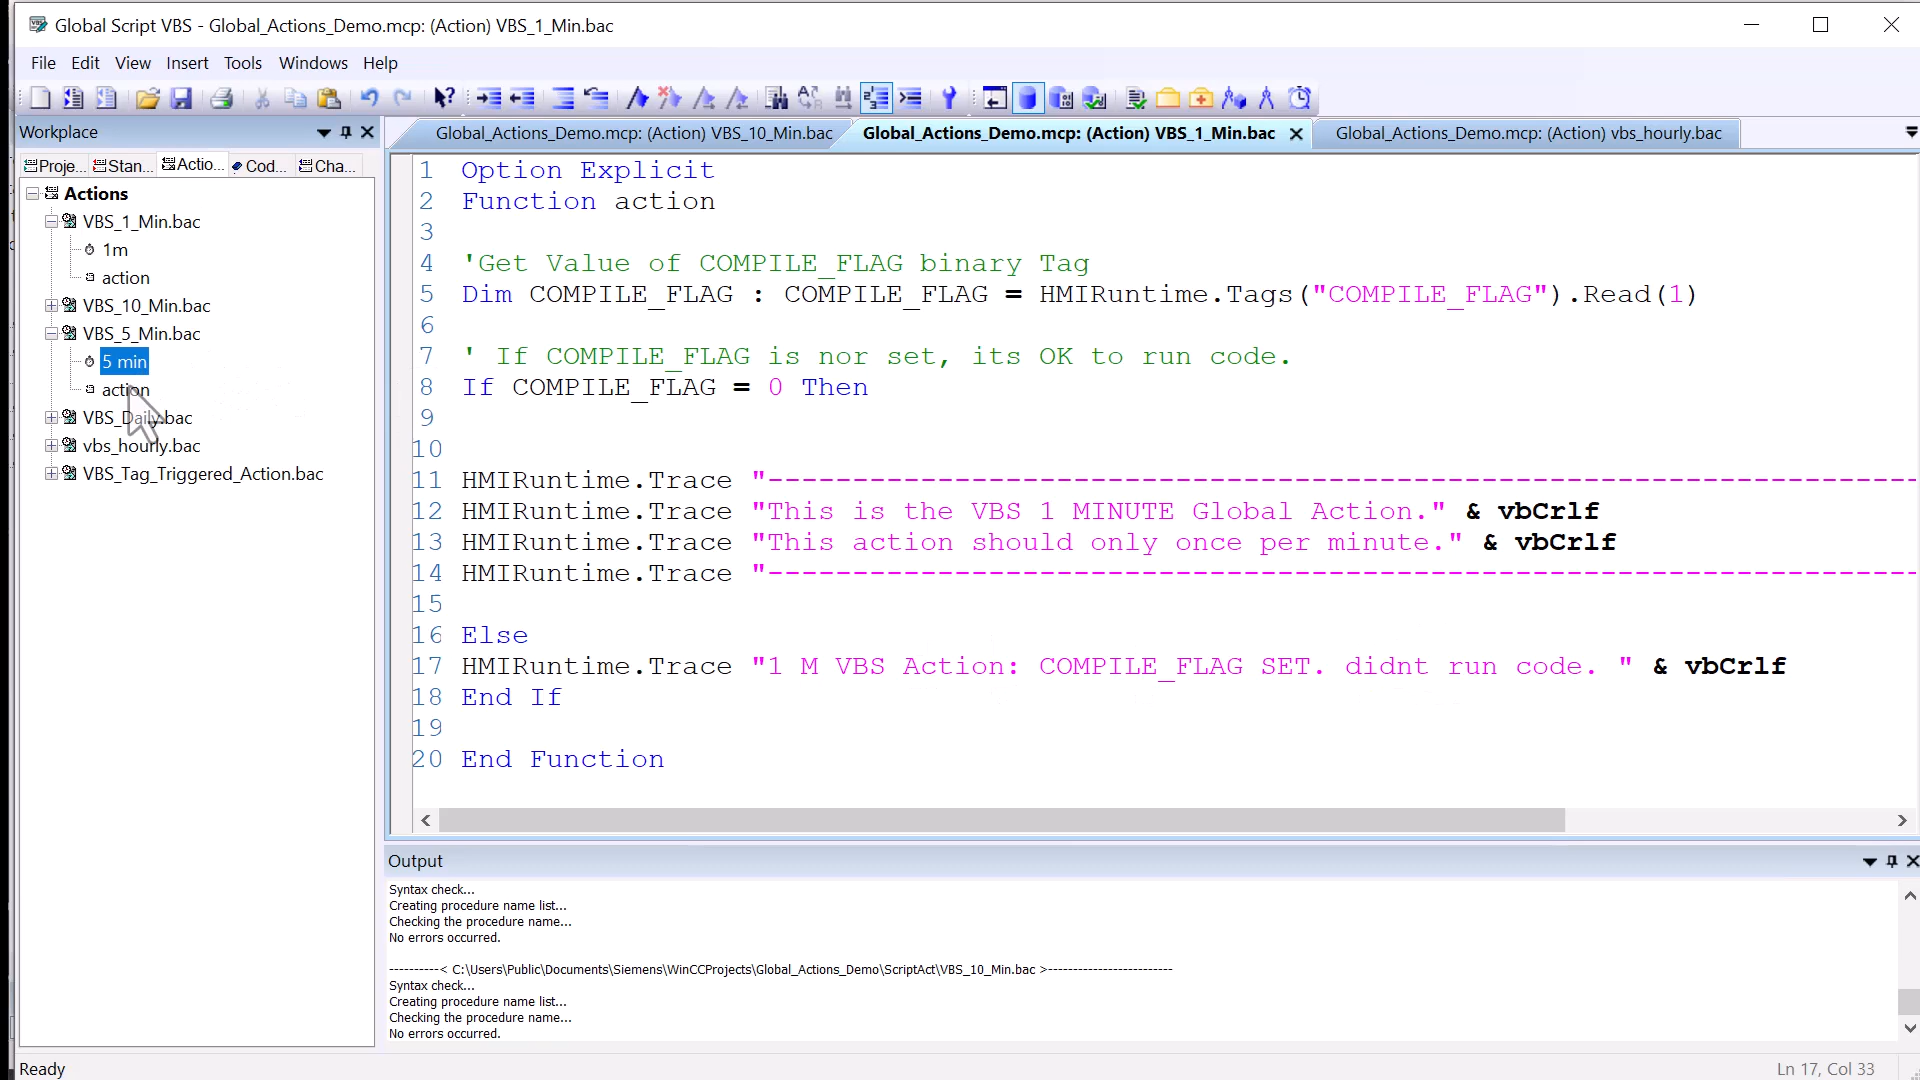 Global Script VBS - Global_Actions_Demo.mcp: (Action) VBS_1_Min.bac
File Edit View Insert Tools Windows Help
Workplace
Proje... Stan... Actio... Cod... Cha...
Actions
VBS_1_Min.bac
1m
action
VBS_10_Min.bac
VBS_5_Min.bac
5 min
action
VBS_Daily.bac
vbs_hourly.bac
VBS_Tag_Triggered_Action.bac
Global_Actions_Demo.mcp: (Action) VBS_10_Min.bac Global_Actions_Demo.mcp: (Action) VBS_1_Min.bac Global_Actions_Demo.mcp: (Action) vbs_hourly.bac
1 Option Explicit
2 Function action
3
4 'Get Value of COMPILE_FLAG binary Tag
5 Dim COMPILE_FLAG : COMPILE_FLAG = HMIRuntime.Tags("COMPILE_FLAG").Read(1)
6
7 ' If COMPILE_FLAG is nor set, its OK to run code.
8 If COMPILE_FLAG = 0 Then
9
10
11 HMIRuntime.Trace "--------------------------------------------------------------------
12 HMIRuntime.Trace "This is the VBS 1 MINUTE Global Action." & vbCrlf
13 HMIRuntime.Trace "This action should only once per minute." & vbCrlf
14 HMIRuntime.Trace "--------------------------------------------------------------------
15
16 Else
17 HMIRuntime.Trace "1 M VBS Action: COMPILE_FLAG SET. didnt run code. " & vbCrlf
18 End If
19
20 End Function
Output
Syntax check...
Creating procedure name list...
Checking the procedure name...
No errors occurred.
----------< C:\Users\Public\Documents\Siemens\WinCCProjects\Global_Actions_Demo\ScriptAct\VBS_10_Min.bac >-------------------------
Syntax check...
Creating procedure name list...
Checking the procedure name...
No errors occurred.
Ready
Ln 17, Col 33